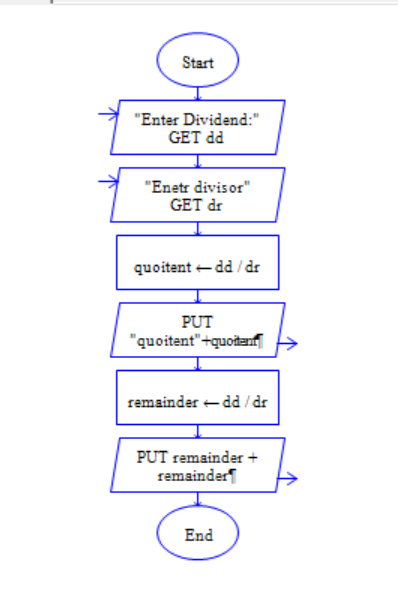 Start
"Enter Dividend:"
GET dd
"Enetr divisor"
GET dr
quoitent ← dd / dr
PUT
"quoitent"+quoitent¶
remainder ← dd / dr
PUT remainder +
remainder¶
End